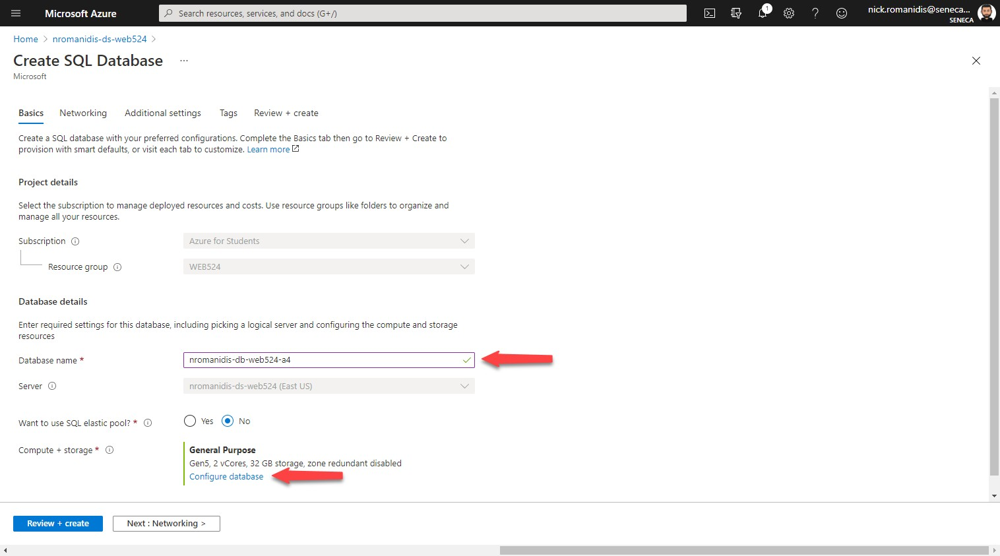 Microsoft Azure
Search resources, services, and docs (G+/)
1
nick.romanidis@seneca...
SENECA
Home > nromanidis-ds-web524 >
Create SQL Database ...
Microsoft
Basics Networking Additional settings Tags Review + create
Create a SQL database with your preferred configurations. Complete the Basics tab then go to Review + Create to
provision with smart defaults, or visit each tab to customize. Learn more
Project details
Select the subscription to manage deployed resources and costs. Use resource groups like folders to organize and
manage all your resources.
Subscription
Azure for Students
Resource group
WEB524
Database details
Enter required settings for this database, including picking a logical server and configuring the compute and storage
resources
Database name *
nromanidis-db-web524-a4
Server
nromanidis-ds-web524 (East US)
Want to use SQL elastic pool? *
Yes No
Compute + storage *
General Purpose
Gen5, 2 vCores, 32 GB storage, zone redundant disabled
Configure database
Review + create
Next : Networking >